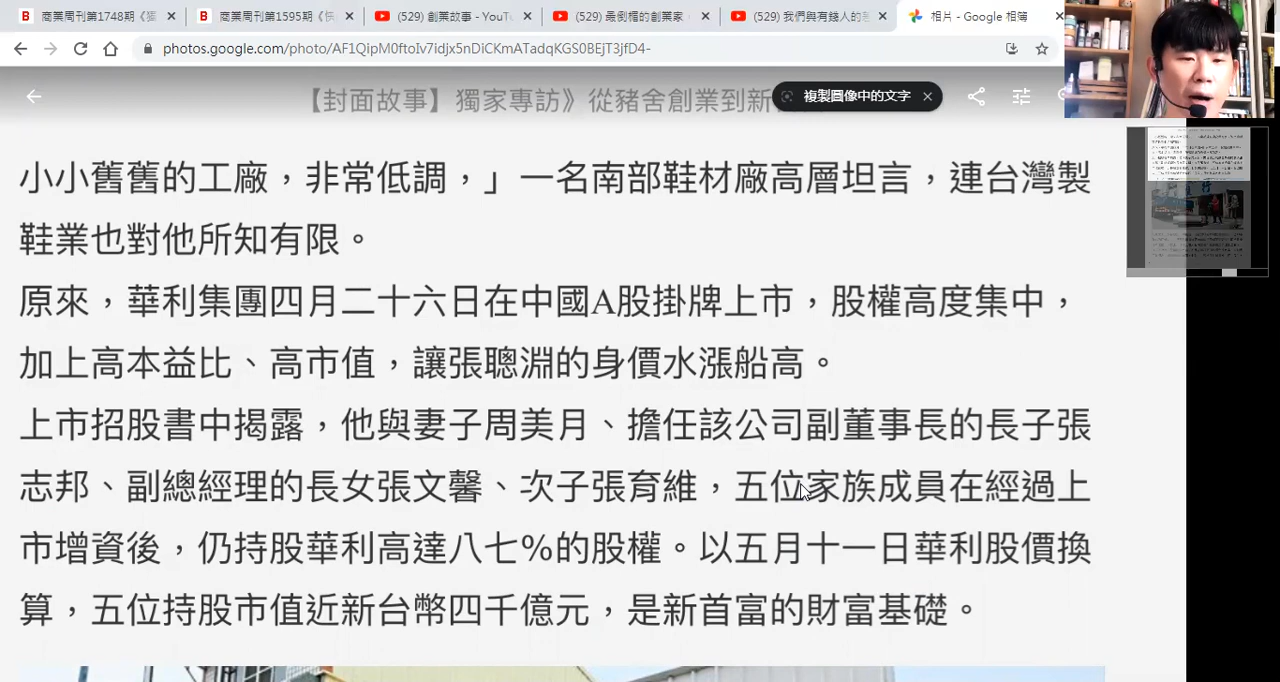 商業周刊第1748期《獨
商業周刊第1595期《
(529) 創業故事 - YouTu
(529) 最倒楣的創業家
(529) 我們與有錢人的
相片 - Google 相簿
photos.google.com/photo/AF1QipM0ftoIv7idjx5nDiCKmATadqKGS0BEjT3jfD4-
【封面故事】獨家專訪》從豬舍創業到新
複製圖像中的文字
小小舊舊的工廠，非常低調。」一名南部鞋材廠高層坦言，連台灣製
鞋業也對他所知有限。
原來，華利集團四月二十六日在中國A股掛牌上市，股權高度集中，
加上高本益比、高市值，讓張聰淵的身價水漲船高。
上市招股書中揭露，他與妻子周美月、擔任該公司副董事長的長子張
志邦、副總經理的長女張文馨、次子張育維，五位家族成員在經過上
市增資後，仍持股華利高達八七%的股權。以五月十一日華利股價換
算，五位持股市值近新台幣四千億元，是新首富的財富基礎。